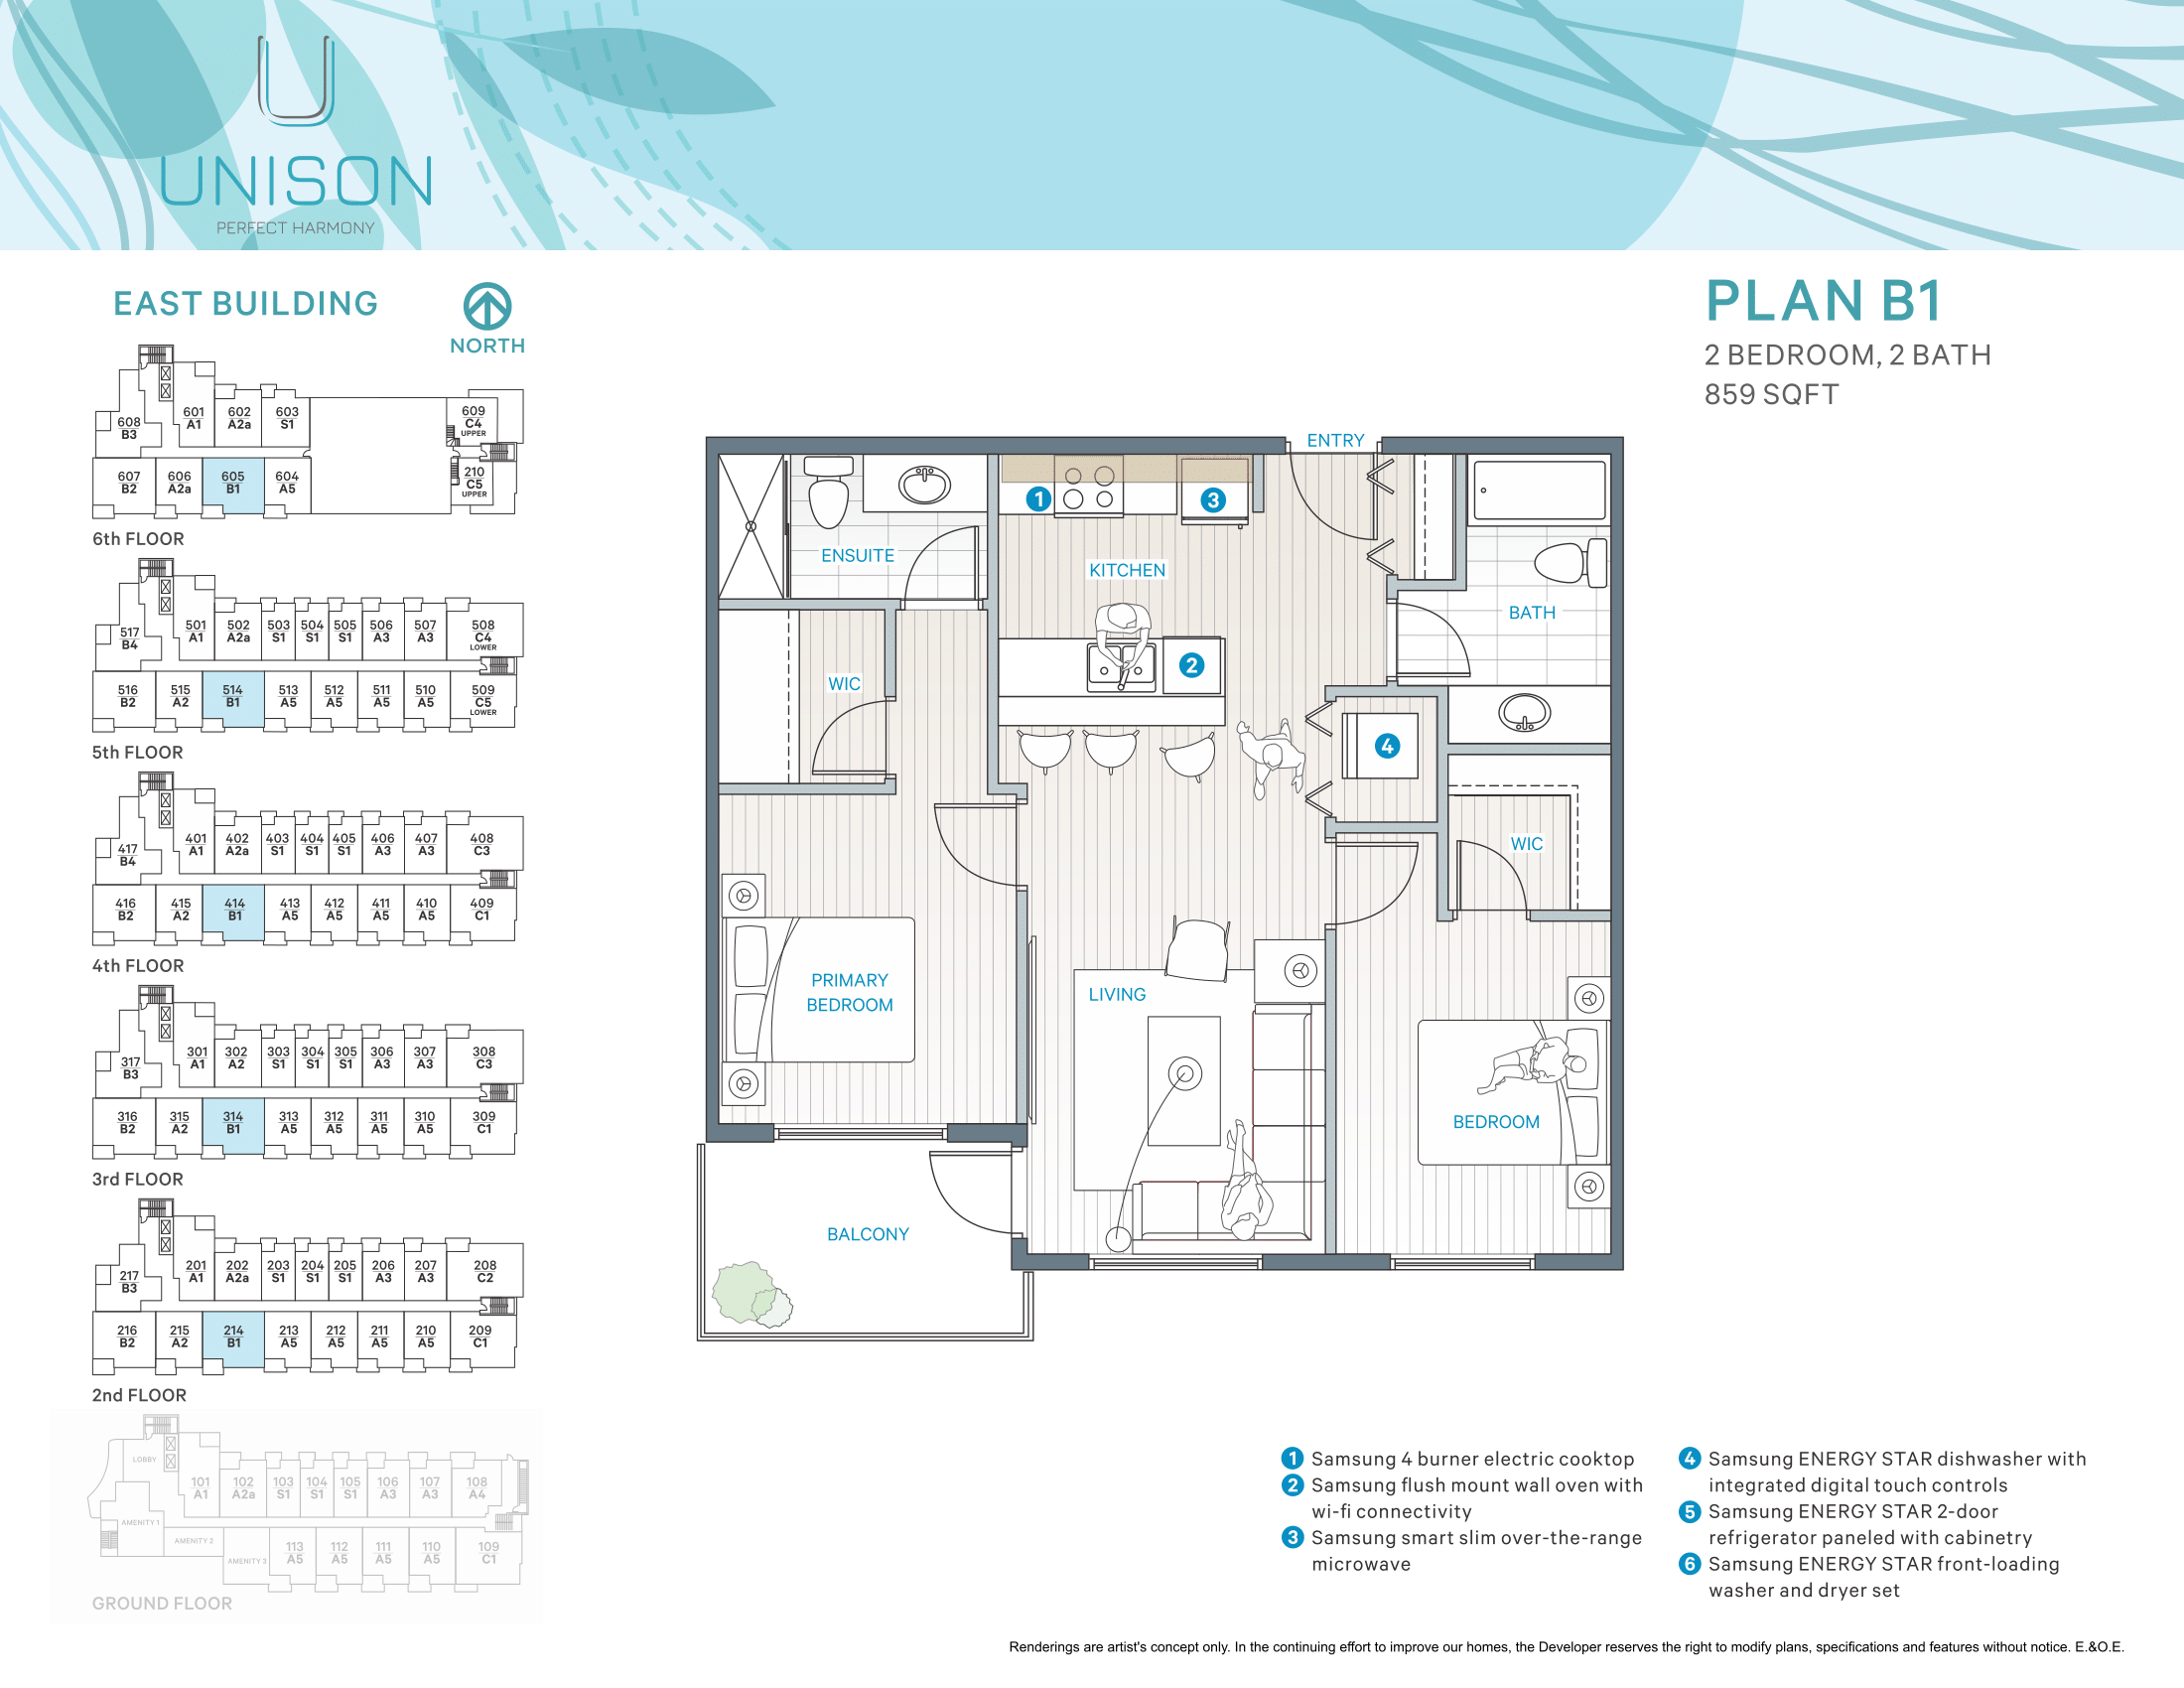 UNISON
PERFECT HARMONY
EAST BUILDING
NORTH
608 B3
601 A1
602 A2a
603 S1
609 C4 UPPER
607 B2
606 A2a
605 B1
604 A5
210 C5 UPPER
6th FLOOR
517 B4
501 A1
502 A2a
503 S1
504 S1
505 S1
506 A3
507 A3
508 C4 LOWER
516 B2
515 A2
514 B1
513 A5
512 A5
511 A5
510 A5
509 C5 LOWER
5th FLOOR
417 B4
401 A1
402 A2a
403 S1
404 S1
405 S1
406 A3
407 A3
408 C3
416 B2
415 A2
414 B1
413 A5
412 A5
411 A5
410 A5
409 C1
4th FLOOR
317 B3
301 A1
302 A2
303 S1
304 S1
305 S1
306 A3
307 A3
308 C3
316 B2
315 A2
314 B1
313 A5
312 A5
311 A5
310 A5
309 C1
3rd FLOOR
217 B3
201 A1
202 A2a
203 S1
204 S1
205 S1
206 A3
207 A3
208 C2
216 B2
215 A2
214 B1
213 A5
212 A5
211 A5
210 A5
209 C1
2nd FLOOR
LOBBY
101 A1
102 A2a
103 S1
104 S1
105 S1
106 A3
107 A3
108 A4
AMENITY 1
AMENITY 2
AMENITY 3
113 A5
112 A5
111 A5
110 A5
109 C1
GROUND FLOOR
PLAN B1
2 BEDROOM, 2 BATH
859 SQFT
ENTRY
1
3
ENSUITE
KITCHEN
BATH
2
WIC
4
WIC
PRIMARY
BEDROOM
LIVING
BEDROOM
BALCONY
1 Samsung 4 burner electric cooktop
2 Samsung flush mount wall oven with
wi-fi connectivity
3 Samsung smart slim over-the-range
microwave
4 Samsung ENERGY STAR dishwasher with
integrated digital touch controls
5 Samsung ENERGY STAR 2-door
refrigerator paneled with cabinetry
6 Samsung ENERGY STAR front-loading
washer and dryer set
Renderings are artist's concept only. In the continuing effort to improve our homes, the Developer reserves the right to modify plans, specifications and features without notice. E.&O.E.